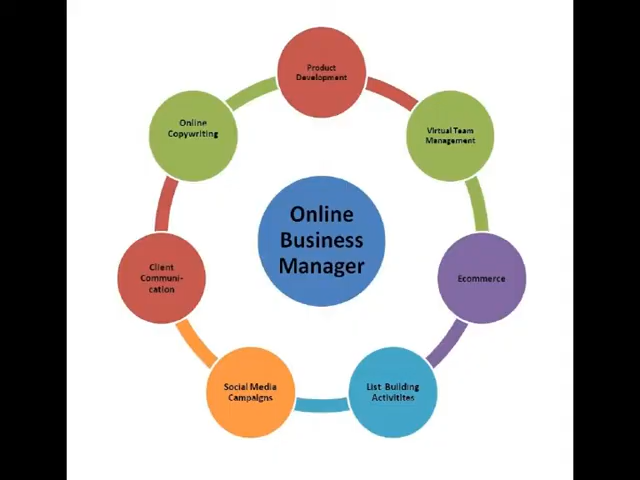 Product
Development
Virtual Team
Management
Ecommerce
List Building
Activitites
Social Media
Campaigns
Client
Communi-
cation
Online
Copywriting
Online
Business
Manager